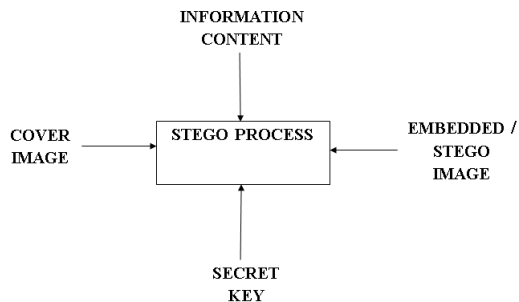 INFORMATION
CONTENT
COVER
IMAGE
STEGO PROCESS
EMBEDDED /
STEGO
IMAGE
SECRET
KEY